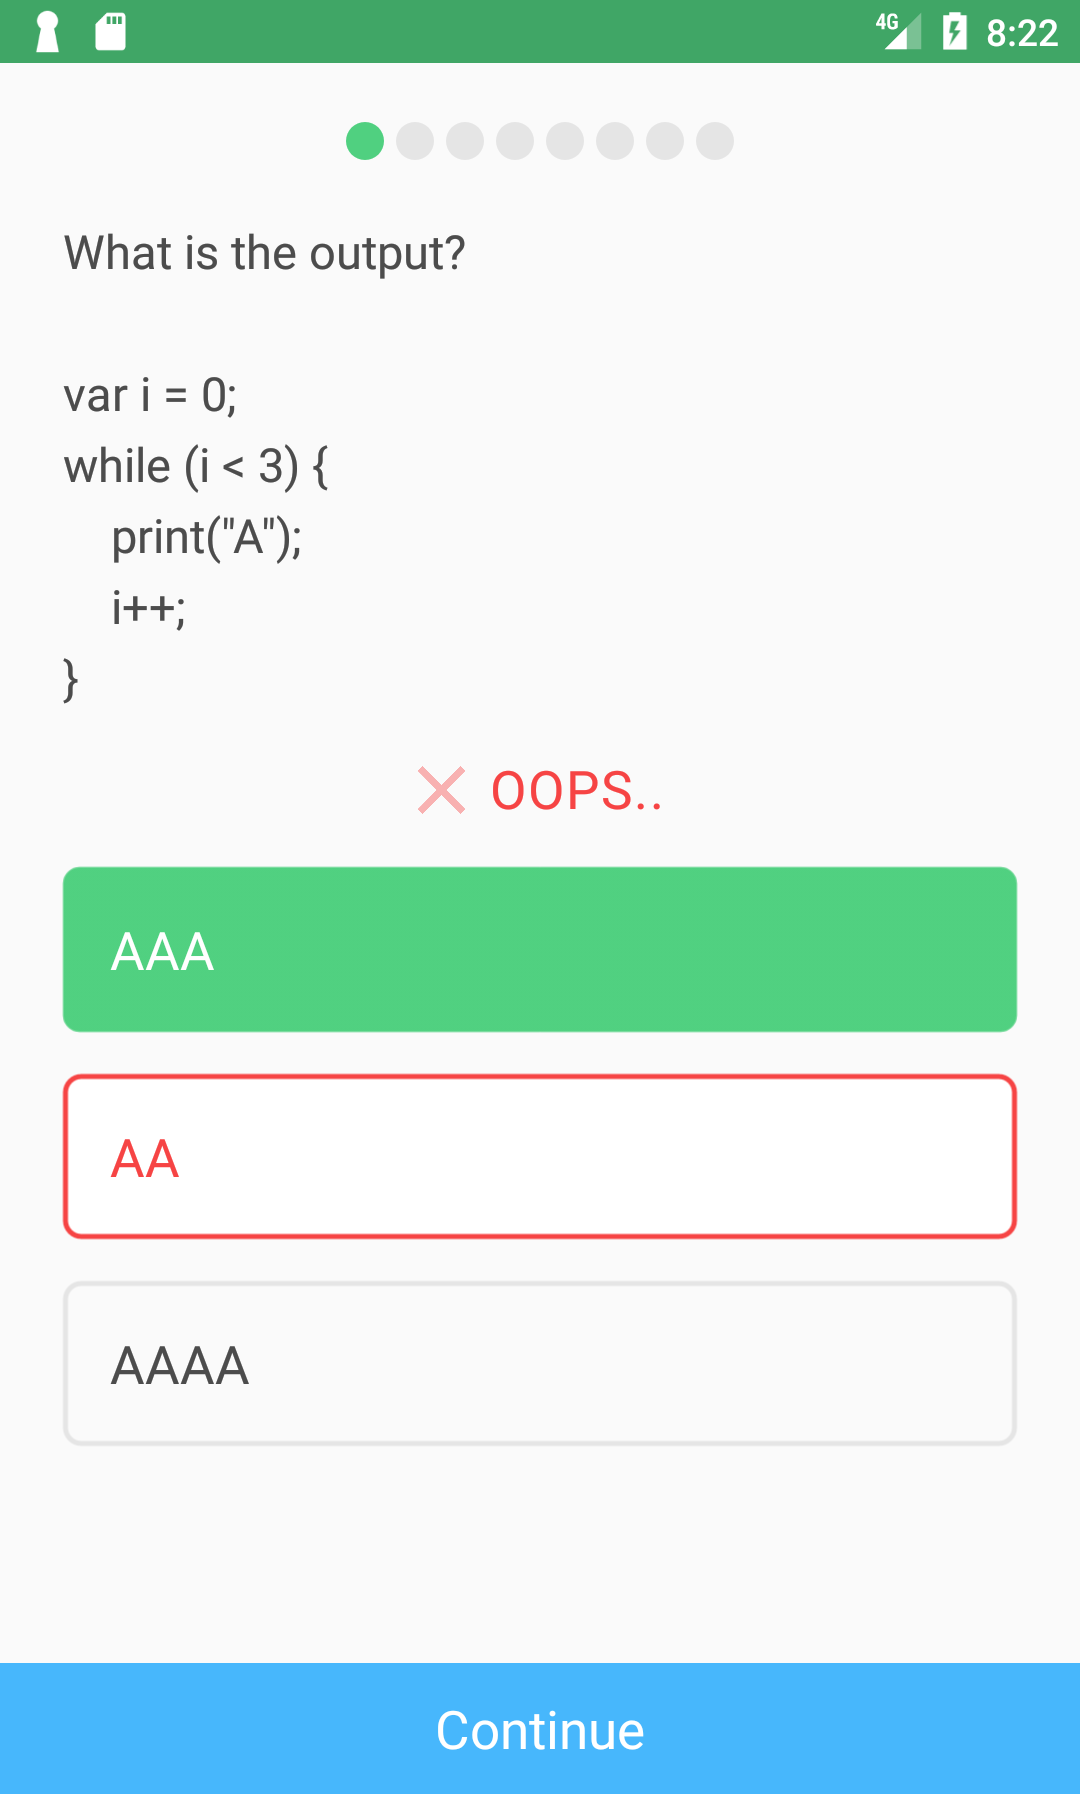 4G 8:22
What is the output?
var i = 0;
while (i < 3) {
print("A");
i++;
}
OOPS..
AAA
AA
AAAA
Continue